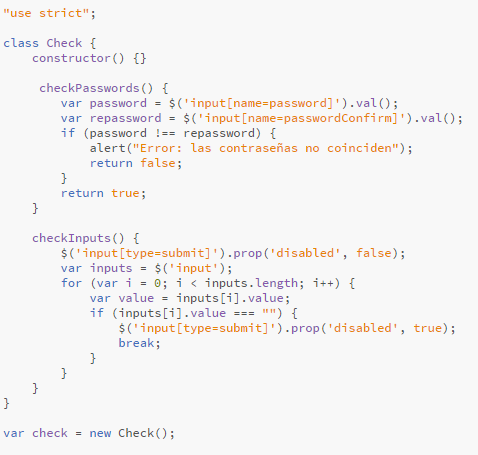 "use strict";
class Check {
constructor() {}
checkPasswords() {
var password = $('input[name=password]').val();
var repassword = $('input[name=passwordConfirm]').val();
if (password !== repassword) {
alert("Error: las contraseñas no coinciden");
return false;
}
return true;
}
checkInputs() {
$('input[type=submit]').prop('disabled', false);
var inputs = $('input');
for (var i = 0; i < inputs.length; i++) {
var value = inputs[i].value;
if (inputs[i].value === "") {
$('input[type=submit]').prop('disabled', true);
break;
}
}
}
}
var check = new Check();